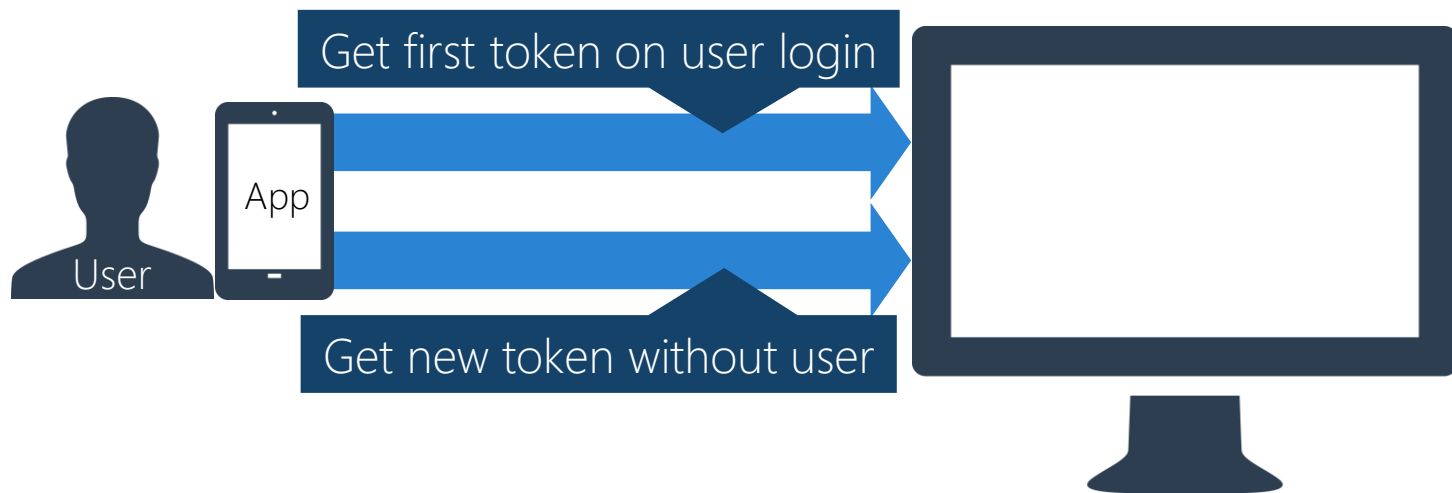 Get first token on user login
App
User
Get new token without user